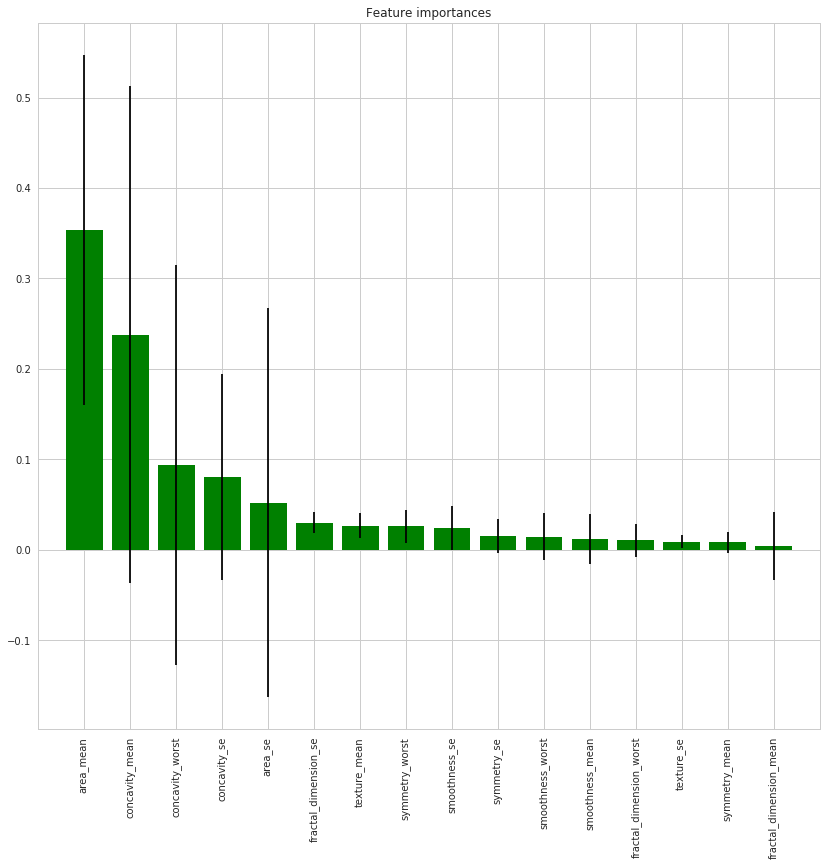 Feature importances
0.5
0.4
0.3
0.2
0.1
0.0
−0.1
area_mean
concavity_mean
concavity_worst
concavity_se
area_se
fractal_dimension_se
texture_mean
symmetry_worst
smoothness_se
symmetry_se
smoothness_worst
smoothness_mean
fractal_dimension_worst
texture_se
symmetry_mean
fractal_dimension_mean